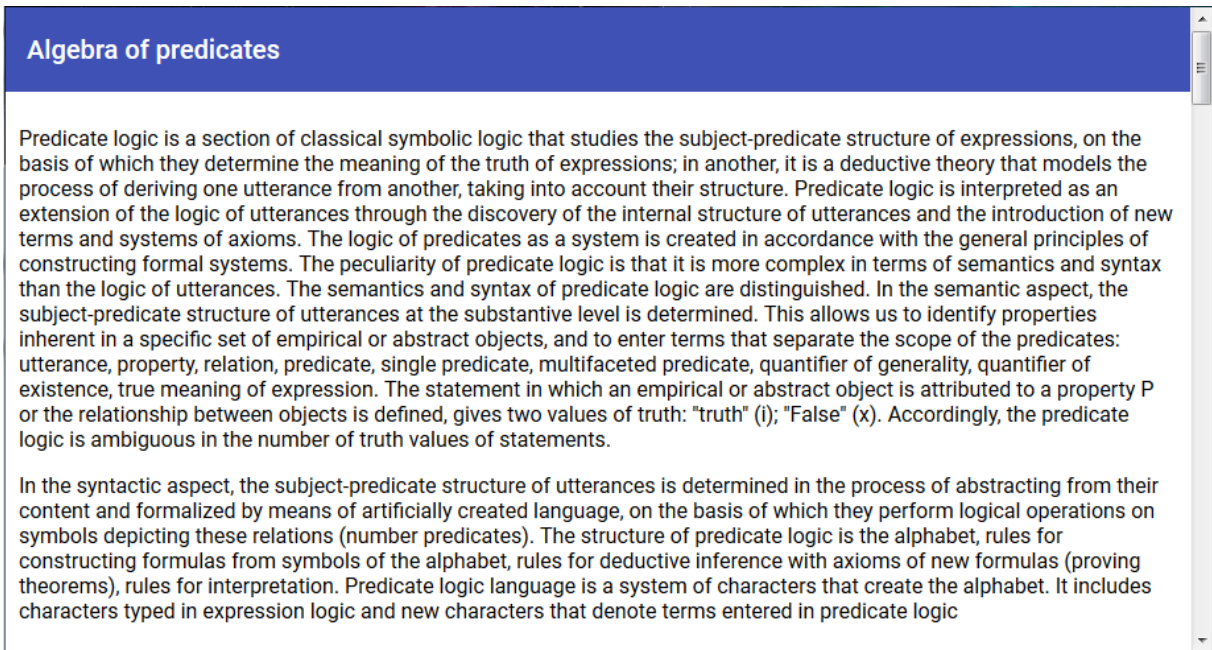 Algebra of predicates
Predicate logic is a section of classical symbolic logic that studies the subject-predicate structure of expressions, on the
basis of which they determine the meaning of the truth of expressions; in another, it is a deductive theory that models the
process of deriving one utterance from another, taking into account their structure. Predicate logic is interpreted as an
extension of the logic of utterances through the discovery of the internal structure of utterances and the introduction of new
terms and systems of axioms. The logic of predicates as a system is created in accordance with the general principles of
constructing formal systems. The peculiarity of predicate logic is that it is more complex in terms of semantics and syntax
than the logic of utterances. The semantics and syntax of predicate logic are distinguished. In the semantic aspect, the
subject-predicate structure of utterances at the substantive level is determined. This allows us to identify properties
inherent in a specific set of empirical or abstract objects, and to enter terms that separate the scope of the predicates:
utterance, property, relation, predicate, single predicate, multifaceted predicate, quantifier of generality, quantifier of
existence, true meaning of expression. The statement in which an empirical or abstract object is attributed to a property P
or the relationship between objects is defined, gives two values of truth: "truth" (i); "False" (x). Accordingly, the predicate
logic is ambiguous in the number of truth values of statements.
In the syntactic aspect, the subject-predicate structure of utterances is determined in the process of abstracting from their
content and formalized by means of artificially created language, on the basis of which they perform logical operations on
symbols depicting these relations (number predicates). The structure of predicate logic is the alphabet, rules for
constructing formulas from symbols of the alphabet, rules for deductive inference with axioms of new formulas (proving
theorems), rules for interpretation. Predicate logic language is a system of characters that create the alphabet. It includes
characters typed in expression logic and new characters that denote terms entered in predicate logic